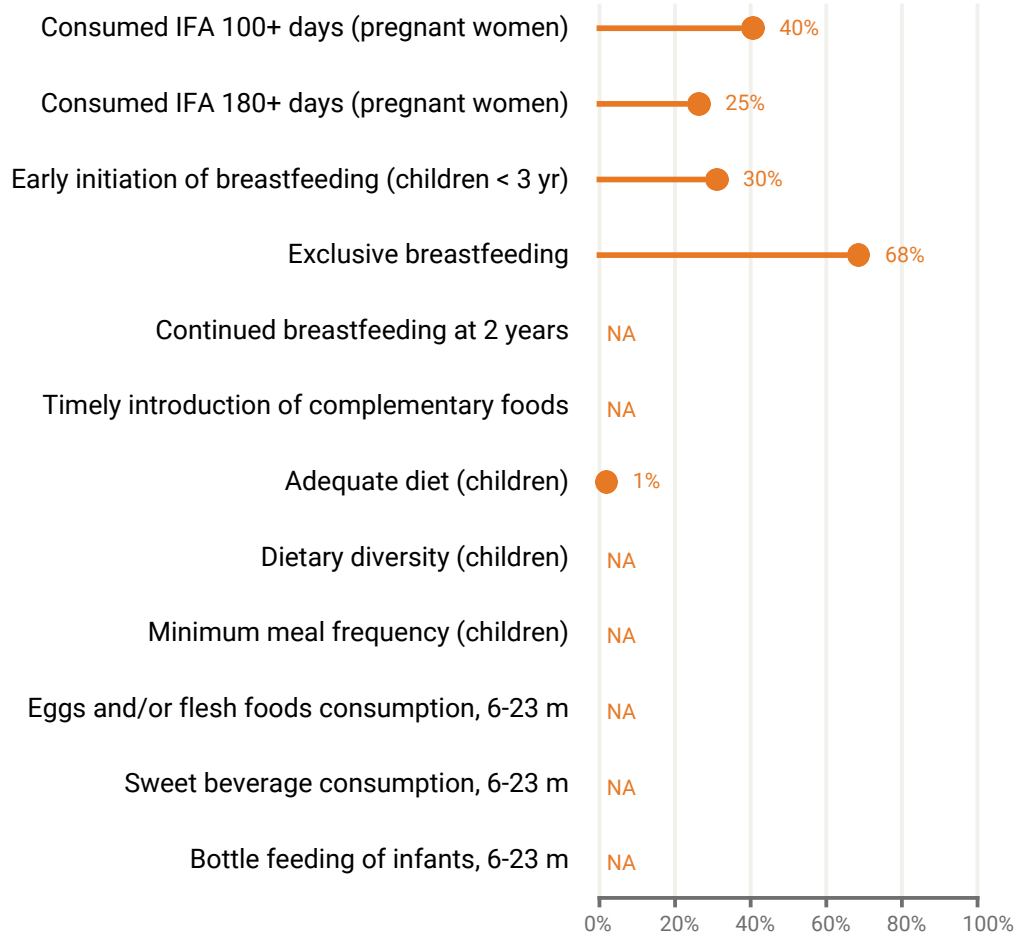 Consumed IFA 100+ days (pregnant women) 40%
Consumed IFA 180+ days (pregnant women) 25%
Early initiation of breastfeeding (children < 3 yr) 30%
Exclusive breastfeeding 68%
Continued breastfeeding at 2 years NA
Timely introduction of complementary foods NA
Adequate diet (children) 1%
Dietary diversity (children) NA
Minimum meal frequency (children) NA
Eggs and/or flesh foods consumption, 6-23 m NA
Sweet beverage consumption, 6-23 m NA
Bottle feeding of infants, 6-23 m NA
0% 20% 40% 60% 80% 100%